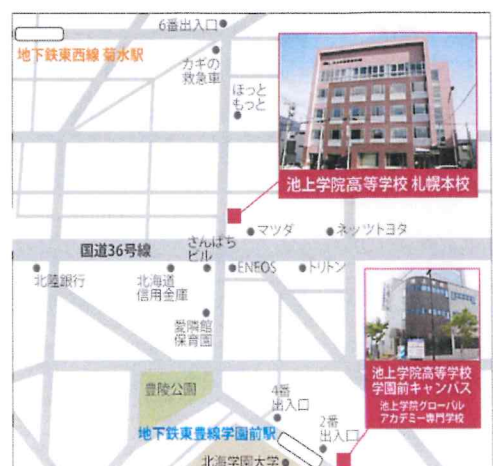 6番出入口
地下鉄東西線 菊水駅
カギの
救急車
ほっと
もっと
池上学院高等学校 札幌本校
マツダ
ネッツトヨタ
国道36号線
さんぱち
ビル
ENEOS
トリトン
北陸銀行
北海道
信用金庫
愛隣館
保育園
池上学院高等学校
学園前キャンパス
池上学院グローバル
アカデミー専門学校
豊陵公園
4番
出入口
2番
出入口
地下鉄東豊線学園前駅
北海学園大学